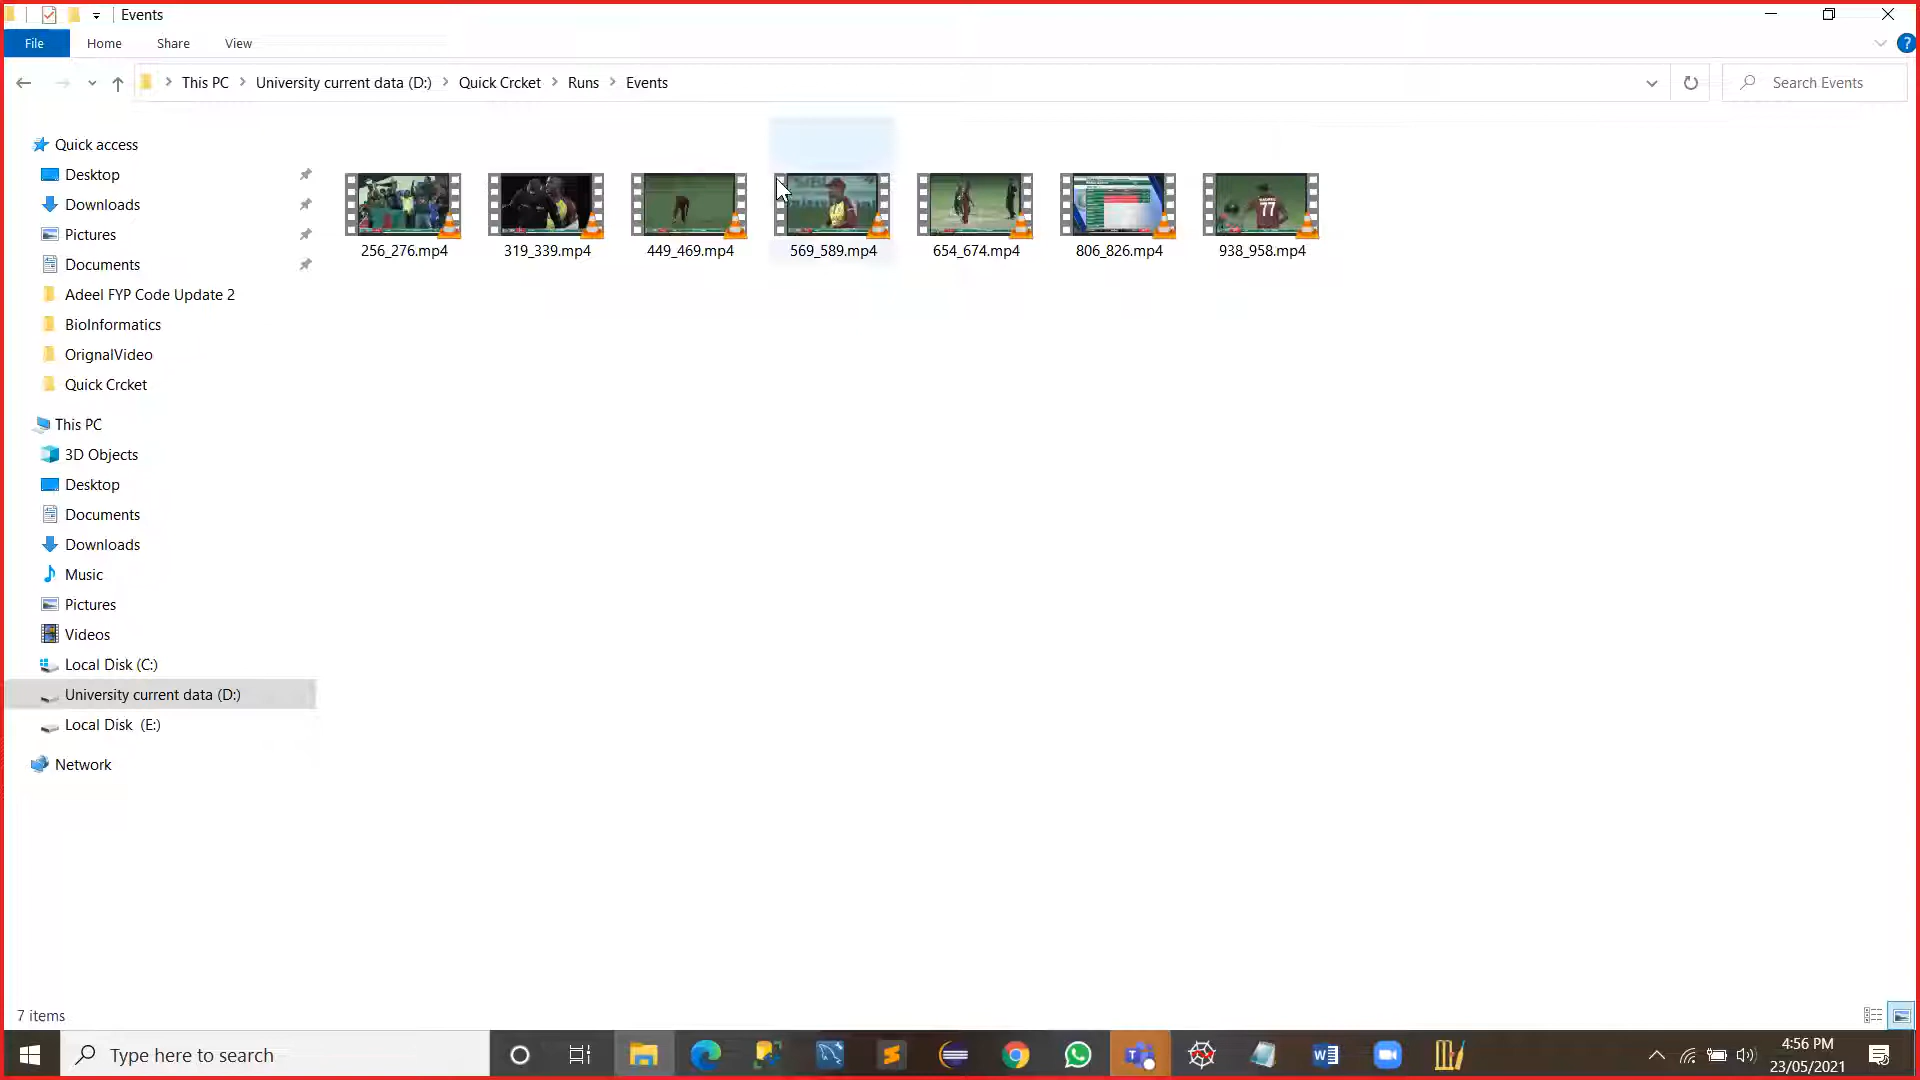 Events
File Home Share View
This PC University current data (D:) Quick Crcket Runs Events
Search Events
Quick access
Desktop
Downloads
Pictures
Documents
Adeel FYP Code Update 2
BioInformatics
OrignalVideo
Quick Crcket
This PC
3D Objects
Desktop
Documents
Downloads
Music
Pictures
Videos
Local Disk (C:)
University current data (D:)
Local Disk (E:)
Network
77
256_276.mp4 319_339.mp4 449_469.mp4 569_589.mp4 654_674.mp4 806_826.mp4 938_958.mp4
7 items
Type here to search
4:56 PM
23/05/2021